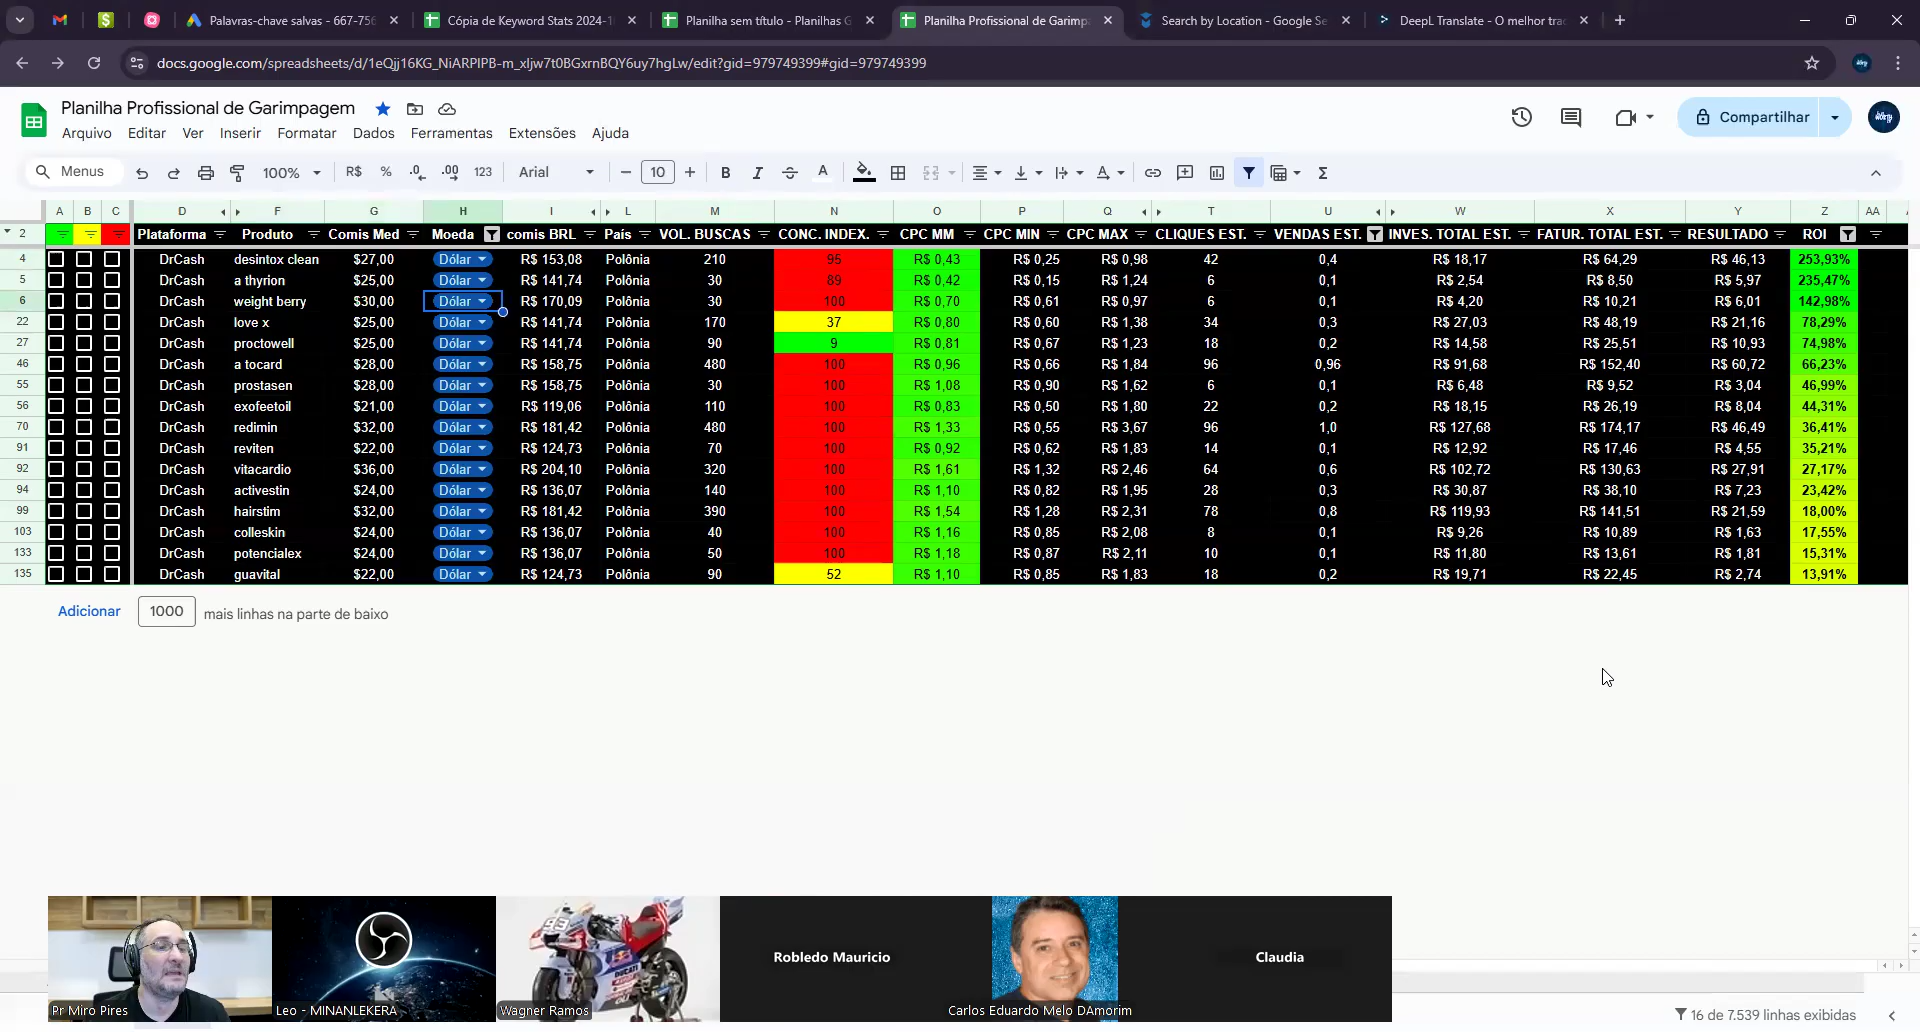 Palavras-chave salvas - 667-756
Cópia de Keyword Stats 2024-1
Planilha sem título - Planilhas G
Planilha Profissional de Garimpa
Search by Location - Google Se
DeepL Translate - O melhor tra
docs.google.com/spreadsheets/d/1eQjj16KG_NiARPIPB-m_xIjw7t0BGxrnBQY6uy7hgLw/edit?gid=979749399#gid=979749399
Planilha Profissional de Garimpagem
Arquivo Editar Ver Inserir Formatar Dados Ferramentas Extensões Ajuda
Compartilhar
Menus 100% R$ % .0 .00 123 Arial 10 B I A
A B C D F G H I L M N O P Q T U W X Y Z AA
2 Plataforma Produto Comis Med Moeda comis BRL País VOL. BUSCAS CONC. INDEX. CPC MM CPC MIN CPC MAX CLIQUES EST. VENDAS EST. INVES. TOTAL EST. FATUR. TOTAL EST. RESULTADO ROI
4 DrCash desintox clean $27,00 Dólar R$ 153,08 Polônia 210 95 R$ 0,43 R$ 0,25 R$ 0,98 42 0,4 R$ 18,17 R$ 64,29 R$ 46,13 253,93%
5 DrCash a thyrion $25,00 Dólar R$ 141,74 Polônia 30 89 R$ 0,42 R$ 0,15 R$ 1,24 6 0,1 R$ 2,54 R$ 8,50 R$ 5,97 235,47%
6 DrCash weight berry $30,00 Dólar R$ 170,09 Polônia 30 100 R$ 0,70 R$ 0,61 R$ 0,97 6 0,1 R$ 4,20 R$ 10,21 R$ 6,01 142,98%
22 DrCash love x $25,00 Dólar R$ 141,74 Polônia 170 37 R$ 0,80 R$ 0,60 R$ 1,38 34 0,3 R$ 27,03 R$ 48,19 R$ 21,16 78,29%
27 DrCash proctowell $25,00 Dólar R$ 141,74 Polônia 90 9 R$ 0,81 R$ 0,67 R$ 1,23 18 0,2 R$ 14,58 R$ 25,51 R$ 10,93 74,98%
46 DrCash a tocard $28,00 Dólar R$ 158,75 Polônia 480 100 R$ 0,96 R$ 0,66 R$ 1,84 96 0,96 R$ 91,68 R$ 152,40 R$ 60,72 66,23%
55 DrCash prostasen $28,00 Dólar R$ 158,75 Polônia 30 100 R$ 1,08 R$ 0,90 R$ 1,62 6 0,1 R$ 6,48 R$ 9,52 R$ 3,04 46,99%
56 DrCash exofeetoil $21,00 Dólar R$ 119,06 Polônia 110 100 R$ 0,83 R$ 0,50 R$ 1,80 22 0,2 R$ 18,15 R$ 26,19 R$ 8,04 44,31%
70 DrCash redimin $32,00 Dólar R$ 181,42 Polônia 480 100 R$ 1,33 R$ 0,55 R$ 3,67 96 1,0 R$ 127,68 R$ 174,17 R$ 46,49 36,41%
91 DrCash reviten $22,00 Dólar R$ 124,73 Polônia 70 100 R$ 0,92 R$ 0,62 R$ 1,83 14 0,1 R$ 12,92 R$ 17,46 R$ 4,55 35,21%
92 DrCash vitacardio $36,00 Dólar R$ 204,10 Polônia 320 100 R$ 1,61 R$ 1,32 R$ 2,46 64 0,6 R$ 102,72 R$ 130,63 R$ 27,91 27,17%
94 DrCash activestin $24,00 Dólar R$ 136,07 Polônia 140 100 R$ 1,10 R$ 0,82 R$ 1,95 28 0,3 R$ 30,87 R$ 38,10 R$ 7,23 23,42%
99 DrCash hairstim $32,00 Dólar R$ 181,42 Polônia 390 100 R$ 1,54 R$ 1,28 R$ 2,31 78 0,8 R$ 119,93 R$ 141,51 R$ 21,59 18,00%
103 DrCash colleskin $24,00 Dólar R$ 136,07 Polônia 40 100 R$ 1,16 R$ 0,85 R$ 2,08 8 0,1 R$ 9,26 R$ 10,89 R$ 1,63 17,55%
133 DrCash potencialex $24,00 Dólar R$ 136,07 Polônia 50 100 R$ 1,18 R$ 0,87 R$ 2,11 10 0,1 R$ 11,80 R$ 13,61 R$ 1,81 15,31%
135 DrCash guavital $22,00 Dólar R$ 124,73 Polônia 90 52 R$ 1,10 R$ 0,85 R$ 1,83 18 0,2 R$ 19,71 R$ 22,45 R$ 2,74 13,91%
Adicionar 1000 mais linhas na parte de baixo
93
DUCATI
Robledo Mauricio
Claudia
Pr Miro Pires
Leo - MINANLEKERA
Wagner Ramos
Carlos Eduardo Melo DAmorim
16 de 7.539 linhas exibidas